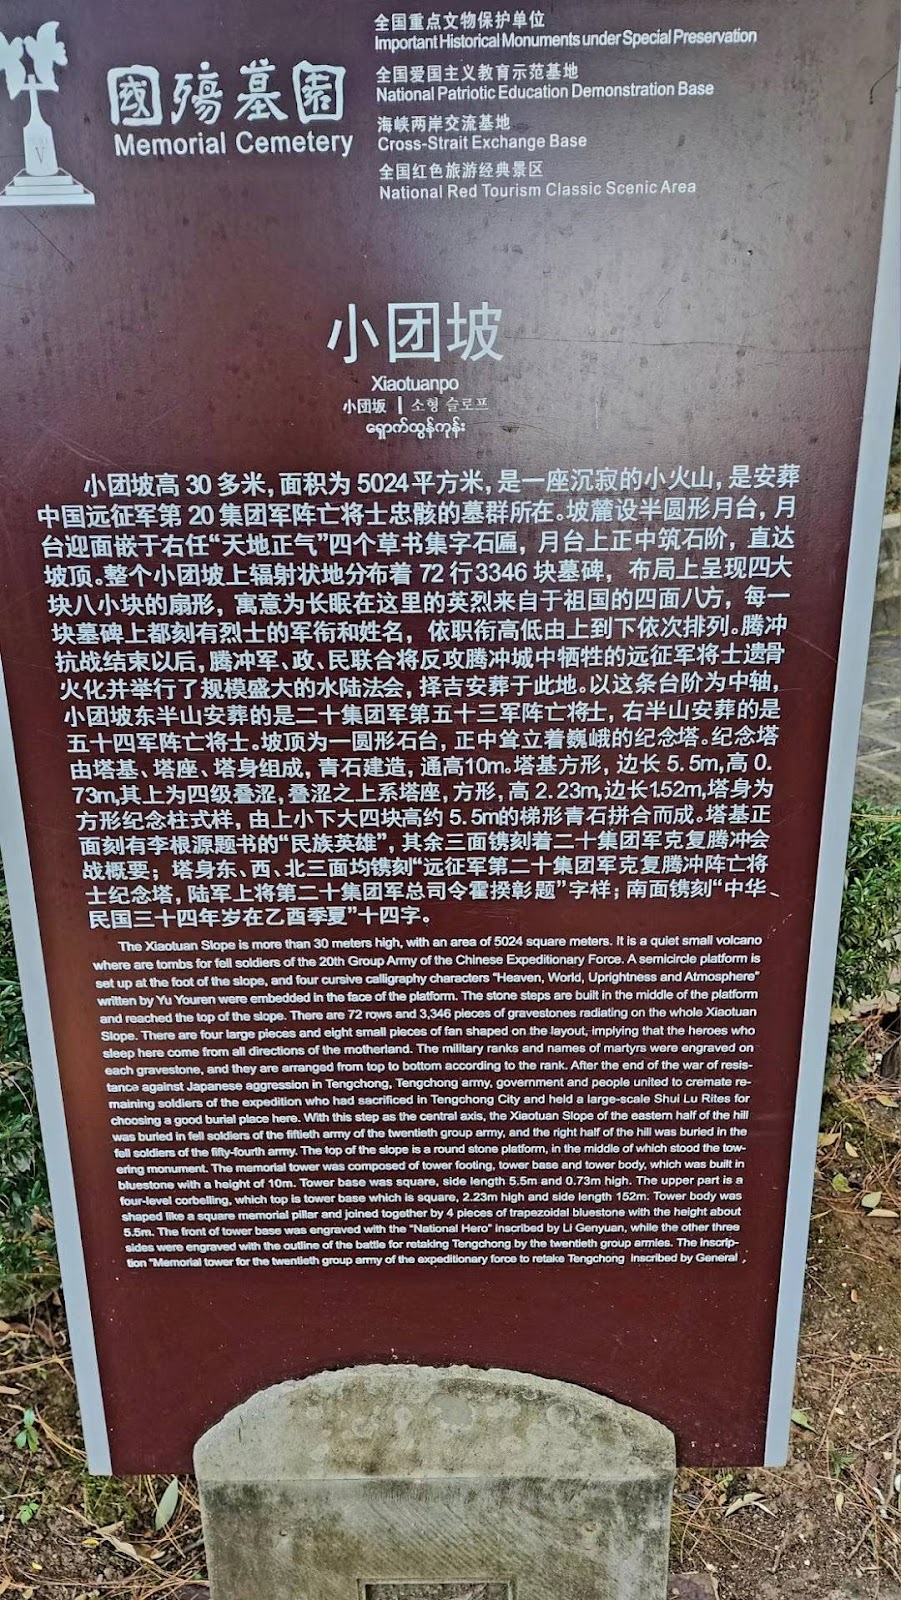 全国重点文物保护单位
Important Historical Monuments under Special Preservation
國殤墓園
Memorial Cemetery
全国爱国主义教育示范基地
National Patriotic Education Demonstration Base
海峡两岸交流基地
Cross-Strait Exchange Base
全国红色旅游经典景区
National Red Tourism Classic Scenic Area
V
小团坡
Xiaotuanpo
小団坂 | 소형 슬로프
ရှောက်ထွန်ကုန်း
小团坡高 30 多米，面积为 5024 平方米，是一座沉寂的小火山，是安葬
中国远征军第 20 集团军阵亡将士忠骸的墓群所在。坡麓设半圆形月台，月
台迎面嵌于右任“天地正气”四个草书集字石匾，月台上正中筑石阶，直达
坡顶。整个小团坡上辐射状地分布着 72 行3346 块墓碑，布局上呈现四大
块八小块的扇形，寓意为长眠在这里的英烈来自于祖国的四面八方，每一
块墓碑上都刻有烈士的军衔和姓名，依职衔高低由上到下依次排列。腾冲
抗战结束以后，腾冲军、政、民联合将反攻腾冲城中牺牲的远征军将士遗骨
火化并举行了规模盛大的水陆法会，择吉安葬于此地。以这条台阶为中轴，
小团坡东半山安葬的是二十集团军第五十三军阵亡将士，右半山安葬的是
五十四军阵亡将士。坡顶为一圆形石台，正中耸立着巍峨的纪念塔。纪念塔
由塔基、塔座、塔身组成，青石建造，通高10m。塔基方形，边长 5.5m,高 0.
73m,其上为四级叠涩，叠涩之上系塔座，方形，高 2.23m,边长1.52m,塔身为
方形纪念柱式样，由上小下大四块高约 5.5m的梯形青石拼合而成。塔基正
面刻有李根源题书的“民族英雄”，其余三面镌刻着二十集团军克复腾冲会
战概要；塔身东、西、北三面均镌刻“远征军第二十集团军克复腾冲阵亡将
士纪念塔，陆军上将第二十集团军总司令霍揆彰题”字样；南面镌刻“中华、
民国三十四年岁在乙酉季夏”十四字。
The Xiaotuan Slope is more than 30 meters high, with an area of 5024 square meters. It is a quiet small volcano
where are tombs for fell soldiers of the 20th Group Army of the Chinese Expeditionary Force. A semicircle platform is
set up at the foot of the slope, and four cursive calligraphy characters “Heaven, World, Uprightness and Atmosphere”
written by Yu Youren were embedded in the face of the platform. The stone steps are built in the middle of the platform
and reached the top of the slope. There are 72 rows and 3,346 pieces of gravestones radiating on the whole Xiaotuan
Slope. There are four large pieces and eight small pieces of fan shaped on the layout, implying that the heroes who
sleep here come from all directions of the motherland. The military ranks and names of martyrs were engraved on
each gravestone, and they are arranged from top to bottom according to the rank. After the end of the war of resis-
tance against Japanese aggression in Tengchong, Tengchong army, government and people united to cremate re-
maining soldiers of the expedition who had sacrificed in Tengchong City and held a large-scale Shui Lu Rites for
choosing a good burial place here. With this step as the central axis, the Xiaotuan Slope of the eastern half of the hill
was buried in fell soldiers of the fiftieth army of the twentieth group army, and the right half of the hill was buried in the
fell soldiers of the fifty-fourth army. The top of the slope is a round stone platform, in the middle of which stood the tow-
ering monument. The memorial tower was composed of tower footing, tower base and tower body, which was built in
bluestone with a height of 10m. Tower base was square, side length 5.5m and 0.73m high. The upper part is a
four-level corbelling, which top is tower base which is square, 2.23m high and side length 152m. Tower body was
shaped like a square memorial pillar and joined together by 4 pieces of trapezoidal bluestone with the height about
5.5m. The front of tower base was engraved with the “National Hero” inscribed by Li Genyuan, while the other three
sides were engraved with the outline of the battle for retaking Tengchong by the twentieth group armies. The inscrip-
tion “Memorial tower for the twentieth group army of the expeditionary force to retake Tengchong inscribed by General ,